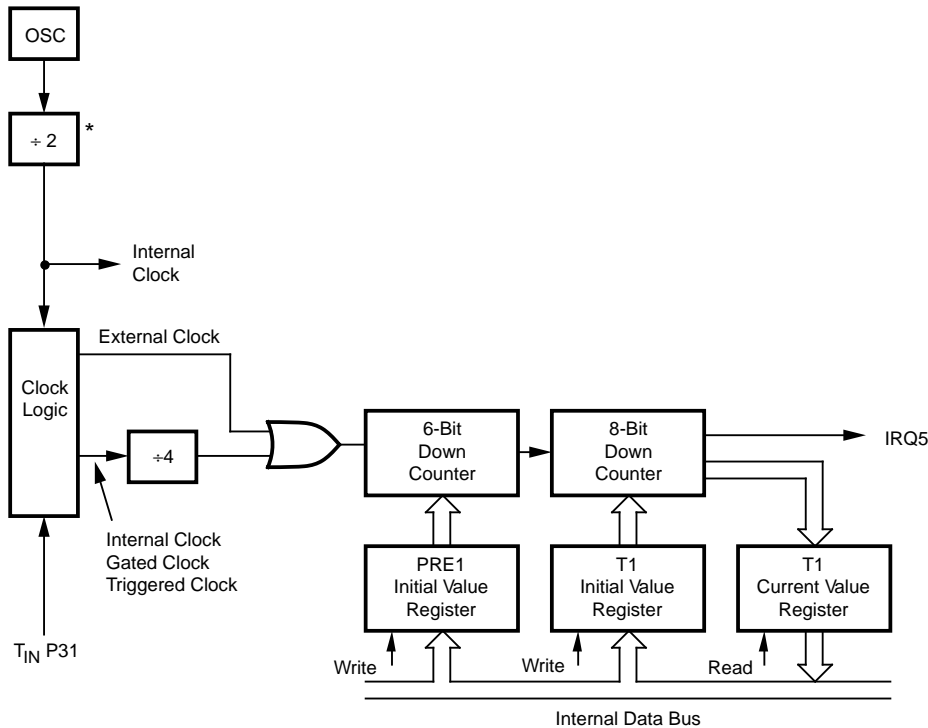 OSC
÷ 2
*
Internal
Clock
External Clock
Clock
Logic
÷4
6-Bit
Down
Counter
8-Bit
Down
Counter
IRQ5
Internal Clock
Gated Clock
Triggered Clock
PRE1
Initial Value
Register
T1
Initial Value
Register
T1
Current Value
Register
TIN P31
Write
Write
Read
Internal Data Bus